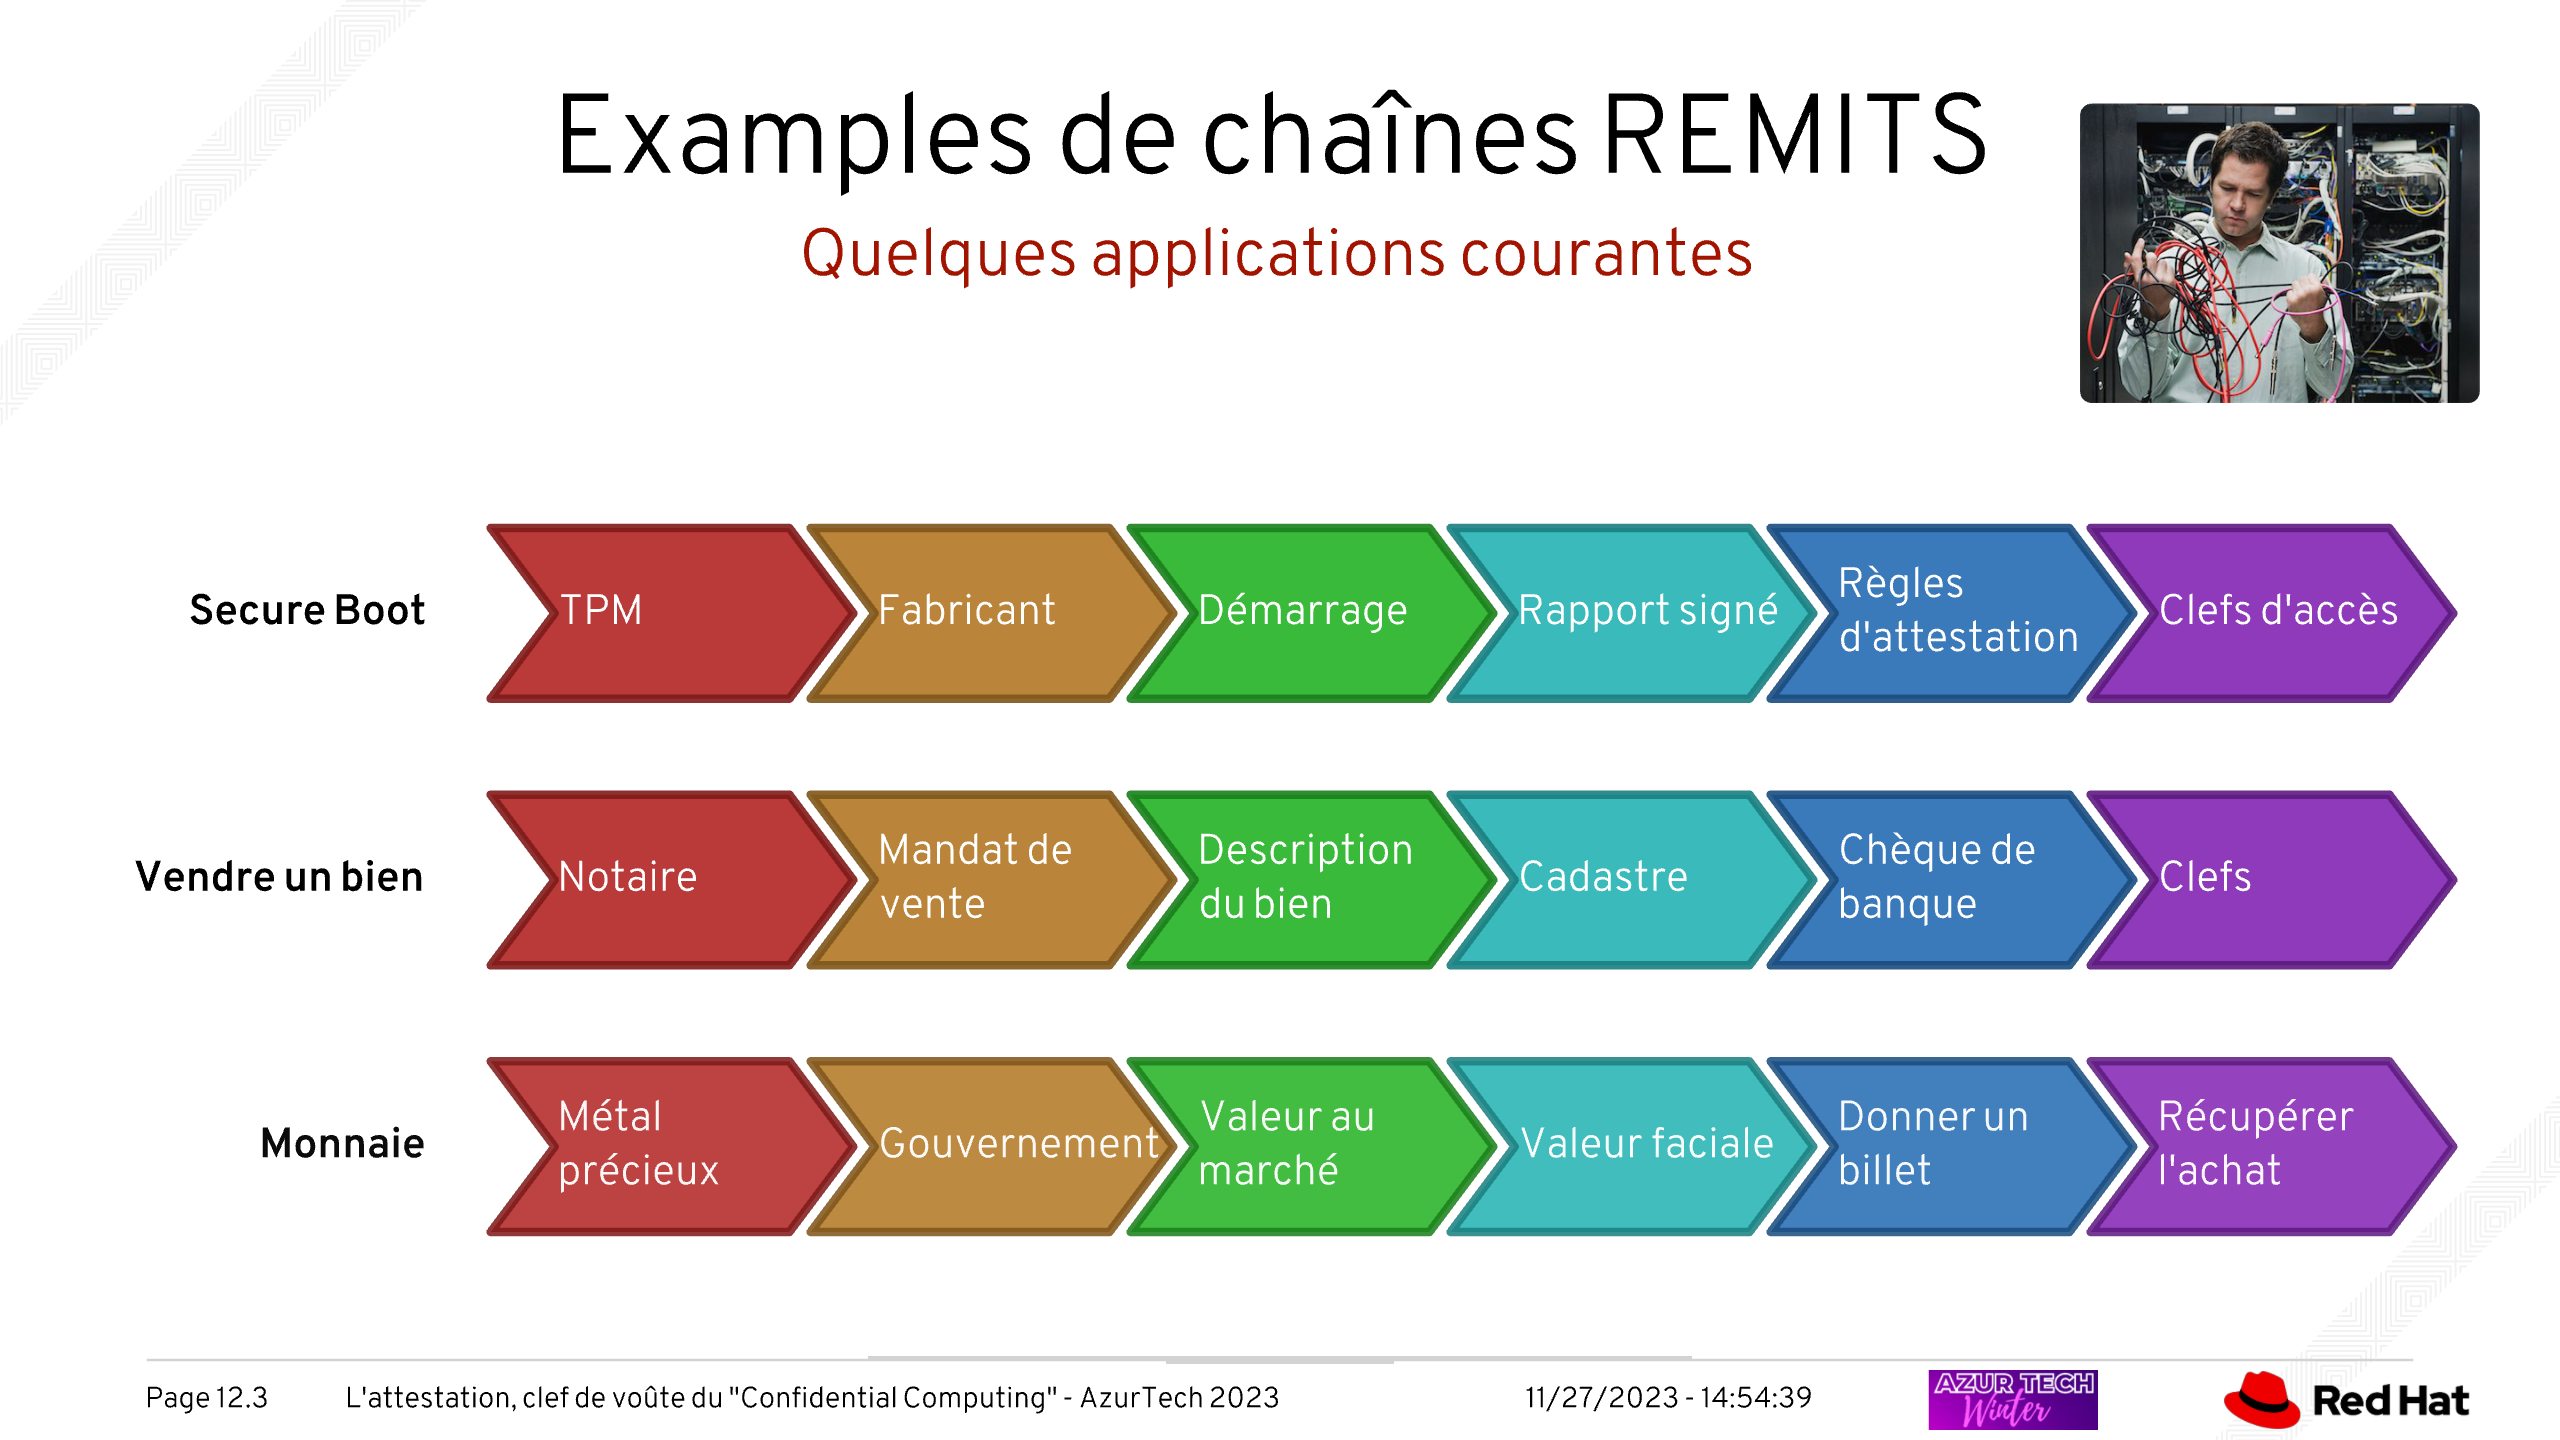 Examples de chaînes REMITS
Quelques applications courantes
Secure Boot
TPM
Fabricant
Démarrage
Rapport signé
Règles
d'attestation
Clefs d'accès
Vendre un bien
Notaire
Mandat de
vente
Description
du bien
Cadastre
Chèque de
banque
Clefs
Monnaie
Métal
précieux
Gouvernement
Valeur au
marché
Valeur faciale
Donner un
billet
Récupérer
l'achat
Page 12.3
L'attestation, clef de voûte du "Confidential Computing" - AzurTech 2023
11/27/2023 - 14:54:39
AZUR TECH
Winter
Red Hat